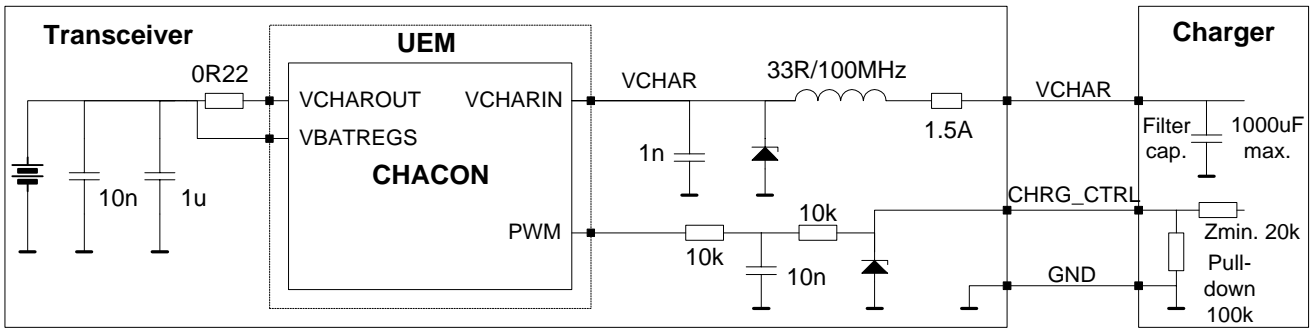 Transceiver
UEM
Charger
0R22
VCHAROUT
VCHARIN
VCHAR
33R/100MHz
VCHAR
VBATREGS
1.5A
Filter
cap.
1000uF
max.
1n
CHACON
10n
1u
CHRG_CTRL
PWM
10k
10k
10n
Zmin. 20k
GND
Pull-
down
100k